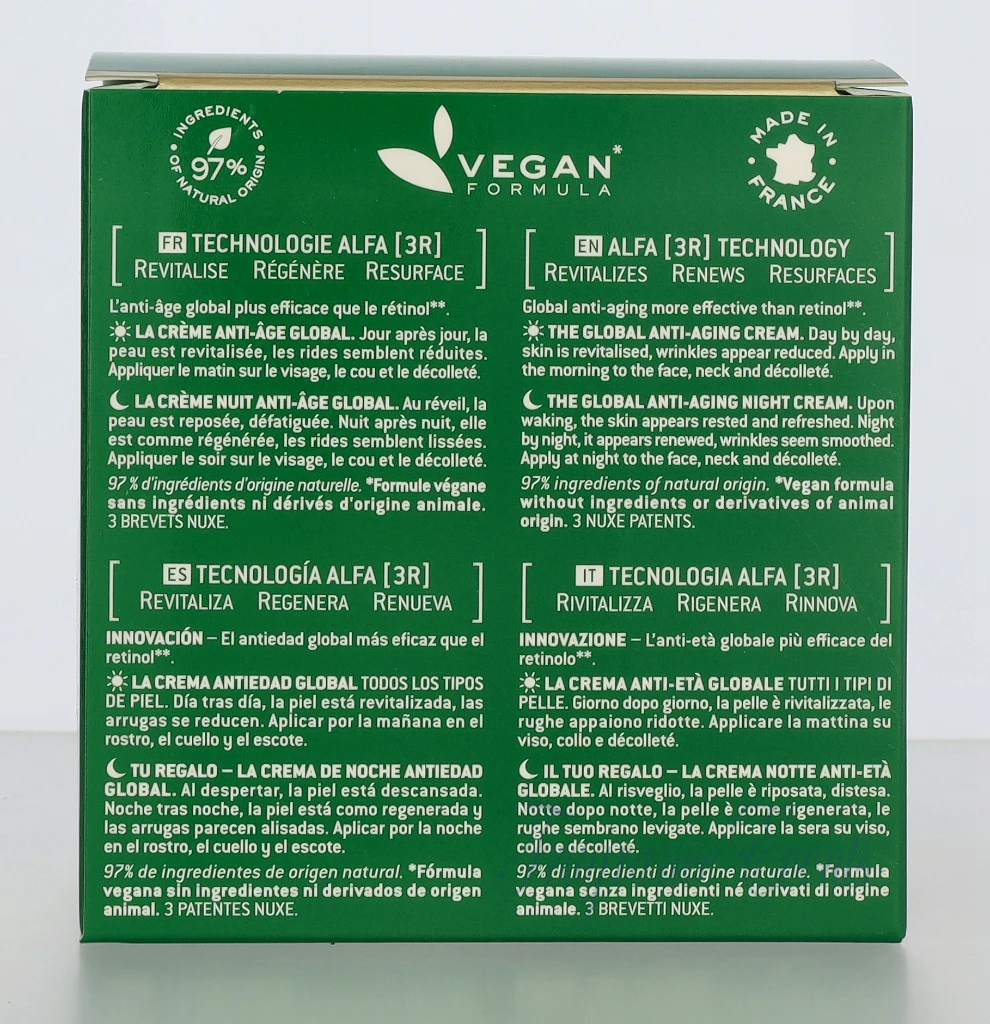 INGREDIENTS
97%
OF NATURAL ORIGIN
VEGAN*
FORMULA
MADE IN
FRANCE
FR TECHNOLOGIE ALFA [3R]
REVITALISE RÉGÉNÈRE RESURFACE
L'anti-âge global plus efficace que le rétinol**.
LA CRÈME ANTI-ÂGE GLOBAL. Jour après jour, la
peau est revitalisée, les rides semblent réduites.
Appliquer le matin sur le visage, le cou et le décolleté.
LA CRÈME NUIT ANTI-ÂGE GLOBAL. Au réveil, la
peau est reposée, défatiguée. Nuit après nuit, elle
est comme régénérée, les rides semblent lissées.
Appliquer le soir sur le visage, le cou et le décolleté.
97 % d'ingrédients d'origine naturelle. *Formule végane
sans ingrédients ni dérivés d'origine animale.
3 BREVETS NUXE.
EN ALFA [3R] TECHNOLOGY
REVITALIZES RENEWS RESURFACES
Global anti-aging more effective than retinol**.
THE GLOBAL ANTI-AGING CREAM. Day by day,
skin is revitalised, wrinkles appear reduced. Apply in
the morning to the face, neck and décolleté.
THE GLOBAL ANTI-AGING NIGHT CREAM. Upon
waking, the skin appears rested and refreshed. Night
by night, it appears renewed, wrinkles seem smoothed.
Apply at night to the face, neck and décolleté.
97% ingredients of natural origin. *Vegan formula
without ingredients or derivatives of animal
origin. 3 NUXE PATENTS.
ES TECNOLOGÍA ALFA [3R]
REVITALIZA REGENERA RENUEVA
INNOVACIÓN – El antiedad global más eficaz que el
retinol**.
LA CREMA ANTIEDAD GLOBAL TODOS LOS TIPOS
DE PIEL. Día tras día, la piel está revitalizada, las
arrugas se reducen. Aplicar por la mañana en el
rostro, el cuello y el escote.
TU REGALO – LA CREMA DE NOCHE ANTIEDAD
GLOBAL. Al despertar, la piel está descansada.
Noche tras noche, la piel está como regenerada y
las arrugas parecen alisadas. Aplicar por la noche
en el rostro, el cuello y el escote.
97% de ingredientes de origen natural. *Fórmula
vegana sin ingredientes ni derivados de origen
animal. 3 PATENTES NUXE.
IT TECNOLOGIA ALFA [3R]
RIVITALIZZA RIGENERA RINNOVA
INNOVAZIONE – L'anti-età globale più efficace del
retinolo**.
LA CREMA ANTI-ETÀ GLOBALE TUTTI I TIPI DI
PELLE. Giorno dopo giorno, la pelle è rivitalizzata, le
rughe appaiono ridotte. Applicare la mattina su
viso, collo e décolleté.
IL TUO REGALO – LA CREMA NOTTE ANTI-ETÀ
GLOBALE. Al risveglio, la pelle è riposata, distesa.
Notte dopo notte, la pelle è come rigenerata, le
rughe sembrano levigate. Applicare la sera su viso,
collo e décolleté.
97% di ingredienti di origine naturale. *Formula
vegana senza ingredienti né derivati di origine
animale. 3 BREVETTI NUXE.